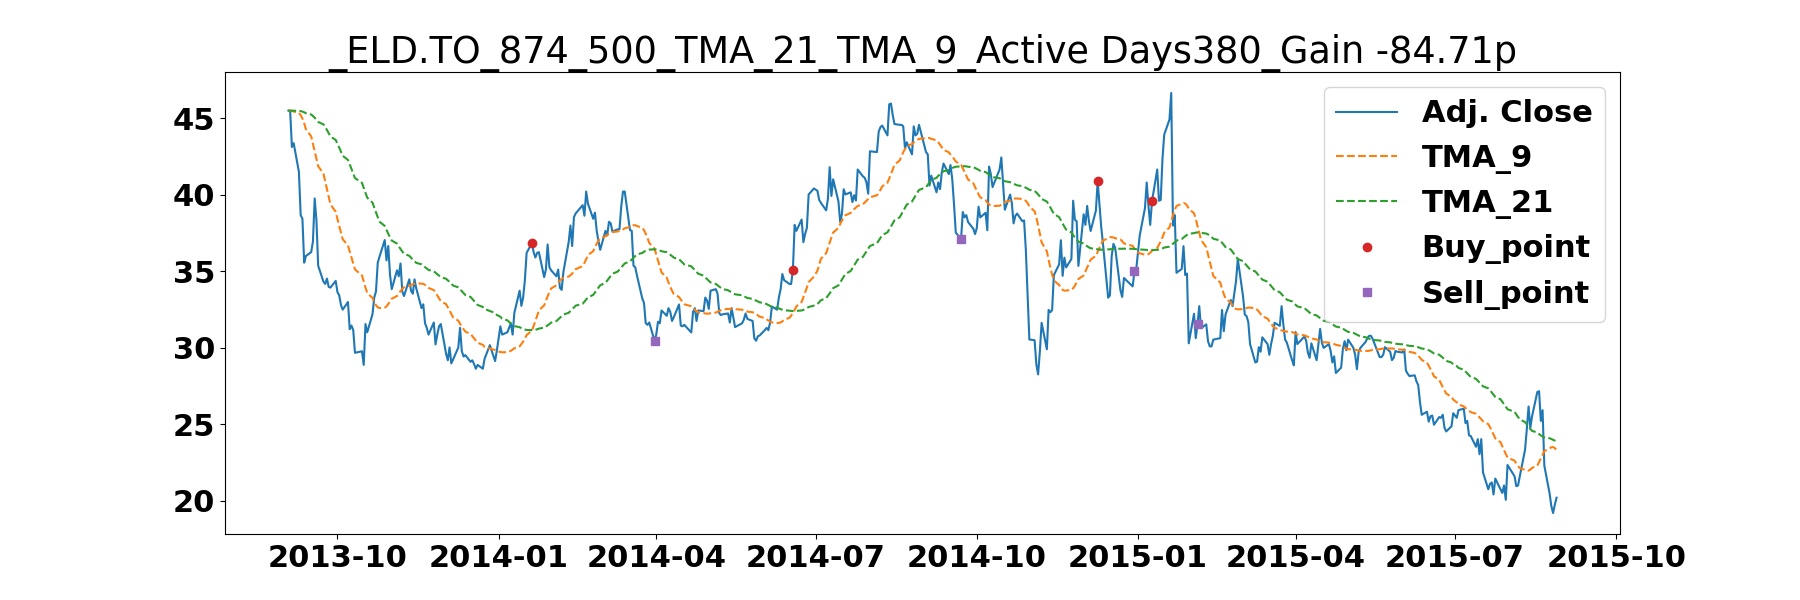 _ELD.TO_874_500_TMA_21_TMA_9_Active Days380_Gain -84.71p
45
40
35
30
25
20
Adj. Close
TMA_9
TMA_21
Buy_point
Sell_point
2013-10 2014-01 2014-04 2014-07 2014-10 2015-01 2015-04 2015-07 2015-10